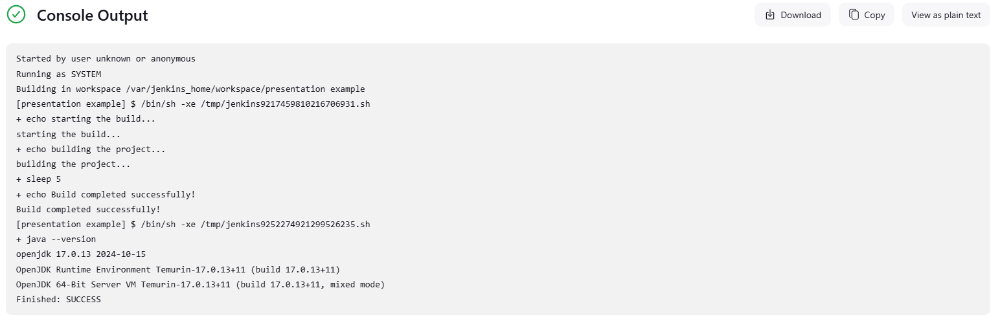 Console Output
Download
Copy
View as plain text
Started by user unknown or anonymous
Running as SYSTEM
Building in workspace /var/jenkins_home/workspace/presentation example
[presentation example] $ /bin/sh -xe /tmp/jenkins9217459810216706931.sh
+ echo starting the build...
starting the build...
+ echo building the project...
building the project...
+ sleep 5
+ echo Build completed successfully!
Build completed successfully!
[presentation example] $ /bin/sh -xe /tmp/jenkins9252274921299526235.sh
+ java --version
openjdk 17.0.13 2024-10-15
OpenJDK Runtime Environment Temurin-17.0.13+11 (build 17.0.13+11)
OpenJDK 64-Bit Server VM Temurin-17.0.13+11 (build 17.0.13+11, mixed mode)
Finished: SUCCESS